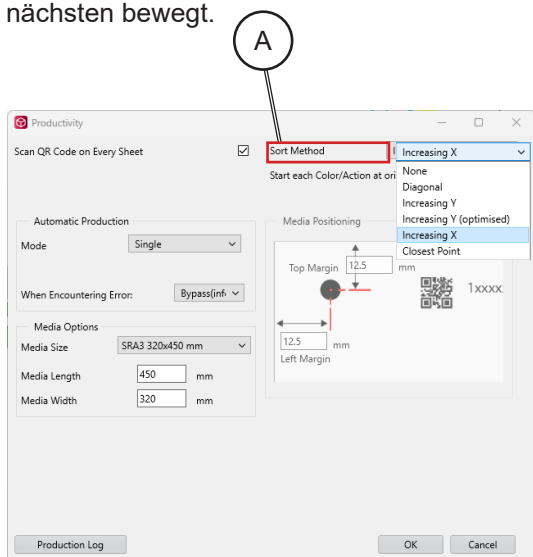 nächsten bewegt.
A
Productivity
Scan QR Code on Every Sheet
Sort Method
Increasing X
Start each Color/Action at ori
None
Diagonal
Increasing Y
Increasing Y (optimised)
Increasing X
Closest Point
Automatic Production
Mode
Single
When Encountering Error:
Bypass(inf
Media Options
Media Size
SRA3 320x450 mm
Media Length
450
mm
Media Width
320
mm
Media Positioning
Top Margin
12.5
mm
1xxxx
12.5
mm
Left Margin
Production Log
OK
Cancel